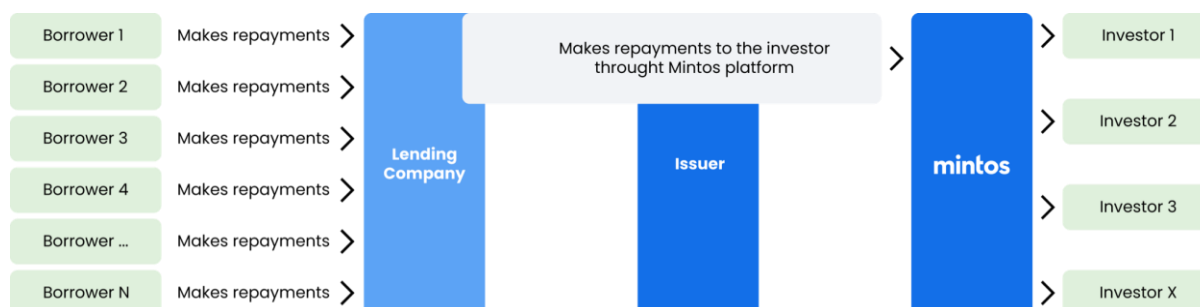 Borrower 1
Makes repayments
Borrower 2
Makes repayments
Borrower 3
Makes repayments
Borrower 4
Makes repayments
Borrower ...
Makes repayments
Borrower N
Makes repayments
Lending
Company
Makes repayments to the investor
throught Mintos platform
Issuer
mintos
Investor 1
Investor 2
Investor 3
Investor X